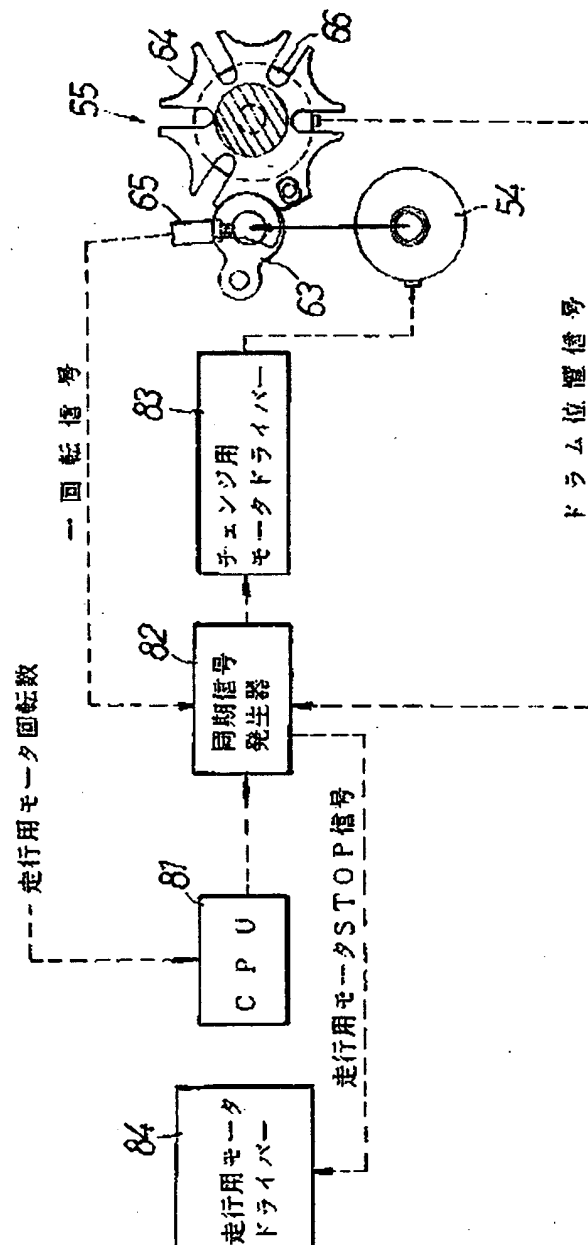 走行用モータ
ドライバー
84
CPU
81
走行用モータ回転数
同期信号
発生器
82
走行用モータSTOP信号
一回転信号
チェンジ用
モータドライバー
83
ドラム位置信号
55
64
65
66
63
54